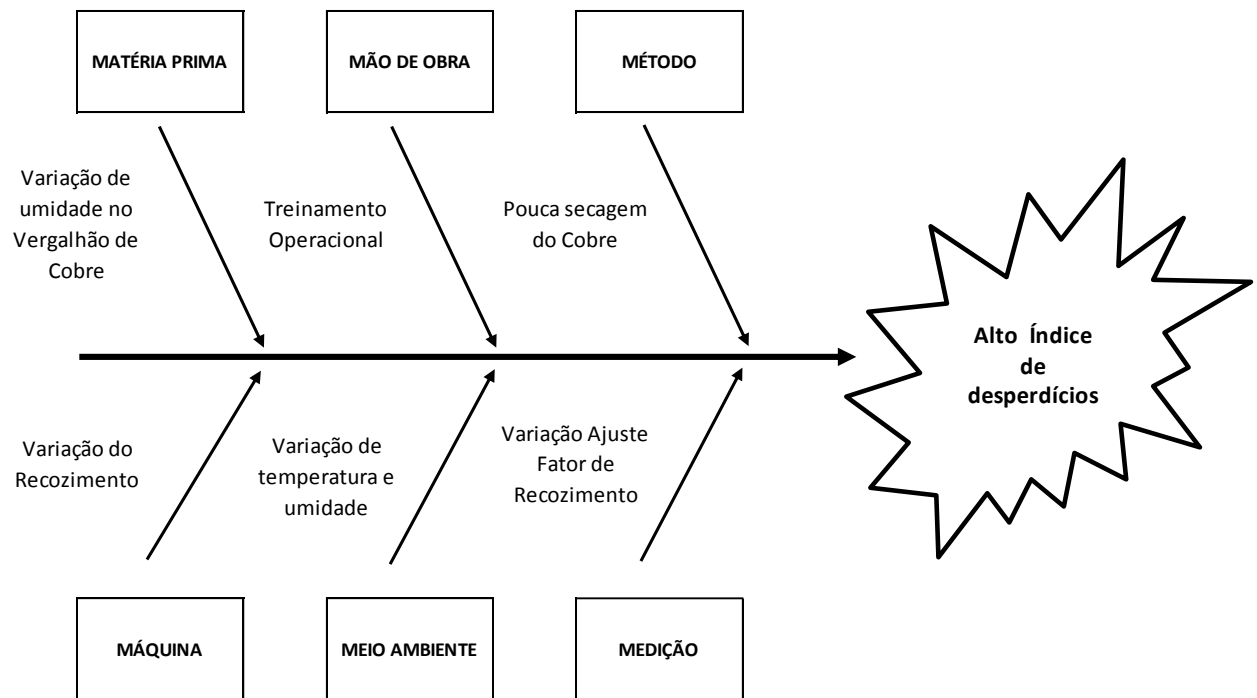 MATÉRIA PRIMA
MÃO DE OBRA
MÉTODO
Variação de
umidade no
Vergalhão de
Cobre
Treinamento
Operacional
Pouca secagem
do Cobre
Alto Índice
de
desperdícios
Variação do
Recozimento
Variação de
temperatura e
umidade
Variação Ajuste
Fator de
Recozimento
MÁQUINA
MEIO AMBIENTE
MEDIÇÃO